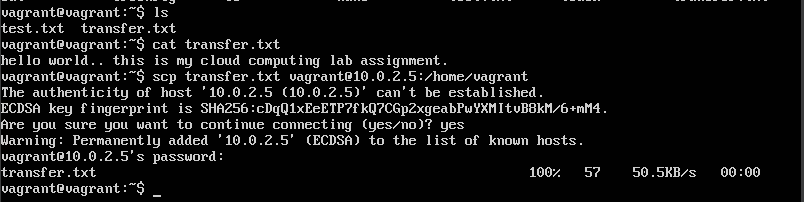 vagrant@vagrant:~$ ls
test.txt  transfer.txt
vagrant@vagrant:~$ cat transfer.txt
hello world.. this is my cloud computing lab assignment.
vagrant@vagrant:~$ scp transfer.txt vagrant@10.0.2.5:/home/vagrant
The authenticity of host '10.0.2.5 (10.0.2.5)' can't be established.
ECDSA key fingerprint is SHA256:cDqQ1xEeETP7fkQ7CGp2xgeabPwYXMItvB8kM/6+mM4.
Are you sure you want to continue connecting (yes/no)? yes
Warning: Permanently added '10.0.2.5' (ECDSA) to the list of known hosts.
vagrant@10.0.2.5's password:
transfer.txt                                  100%   57    50.5KB/s   00:00
vagrant@vagrant:~$ _